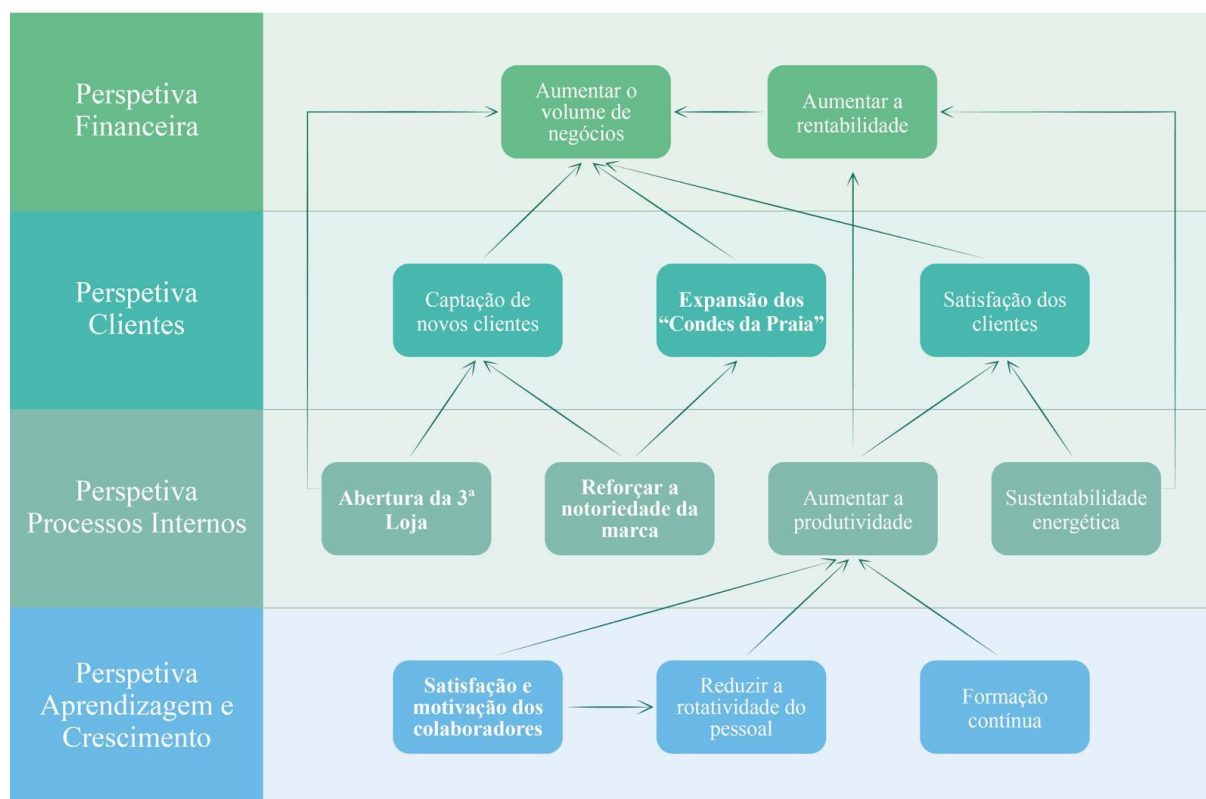 Perspetiva
Financeira
Aumentar o
volume de
negócios
Aumentar a
rentabilidade
Perspetiva
Clientes
Captação de
novos clientes
Expansão dos
“Condes da Praia”
Satisfação dos
clientes
Perspetiva
Processos Internos
Abertura da 3ª
Loja
Reforçar a
notoriedade da
marca
Aumentar a
produtividade
Sustentabilidade
energética
Perspetiva
Aprendizagem e
Crescimento
Satisfação e
motivação dos
colaboradores
Reduzir a
rotatividade do
pessoal
Formação
contínua